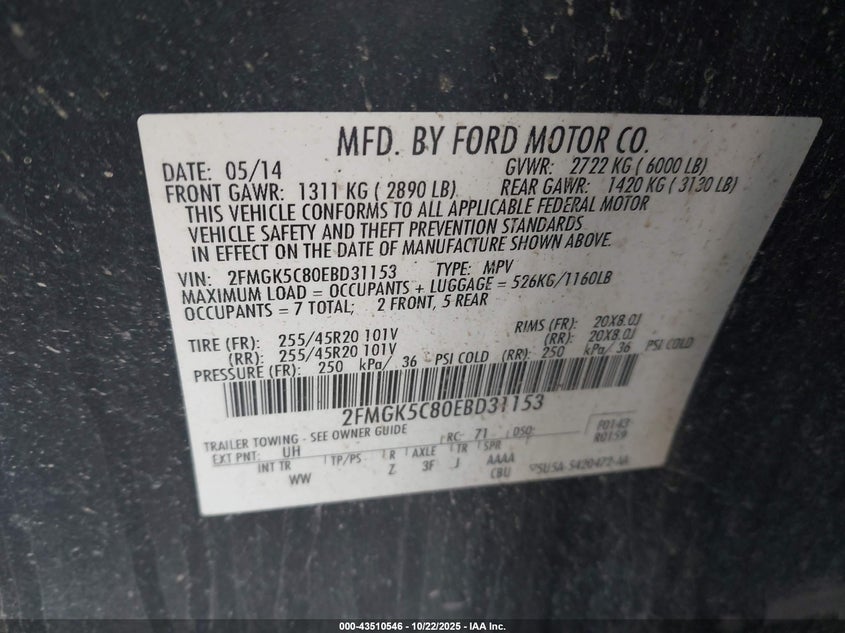 MFD. BY FORD MOTOR CO.
DATE: 05/14 GVWR: 2722 KG ( 6000 LB)
FRONT GAWR: 1311 KG ( 2890 LB) REAR GAWR: 1420 KG ( 3130 LB)
THIS VEHICLE CONFORMS TO ALL APPLICABLE FEDERAL MOTOR
VEHICLE SAFETY AND THEFT PREVENTION STANDARDS
IN EFFECT ON THE DATE OF MANUFACTURE SHOWN ABOVE.
VIN: 2FMGK5C80EBD31153 TYPE: MPV
MAXIMUM LOAD = OCCUPANTS + LUGGAGE = 526KG/1160LB
OCCUPANTS = 7 TOTAL; 2 FRONT, 5 REAR
TIRE (FR): 255/45R20 101V RIMS (FR): 20X8.0J
(RR): 255/45R20 101V (RR): 20X8.0J
PRESSURE (FR): 250 kPa/ 36 PSI COLD (RR): 250 kPa/ 36 PSI COLD
2FMGK5C80EBD31153
TRAILER TOWING - SEE OWNER GUIDE RC: 71 DSO: F0143
EXT PNT: UH R0159
INT TR TP/PS R AXLE TR SPR
WW Z 3F J AAAA
CBU
000-43510546 - 10/22/2025 - IAA Inc.